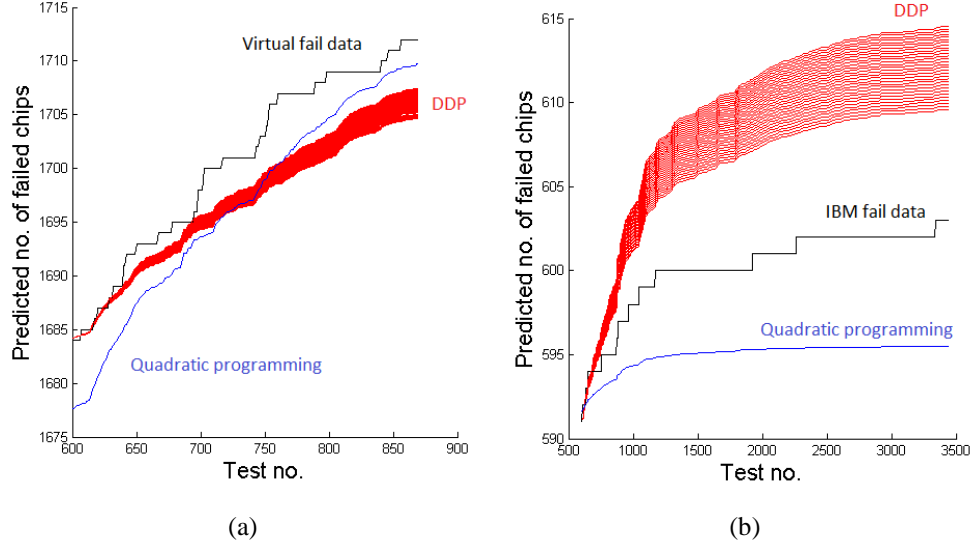 1715
1710
1705
1700
1695
1690
1685
1680
1675
Predicted no. of failed chips
Virtual fail data
DDP
Quadratic programming
600 650 700 750 800 850 900
Test no.
(a)
615
610
605
600
595
590
Predicted no. of failed chips
DDP
IBM fail data
Quadratic programming
500 1000 1500 2000 2500 3000 3500
Test no.
(b)